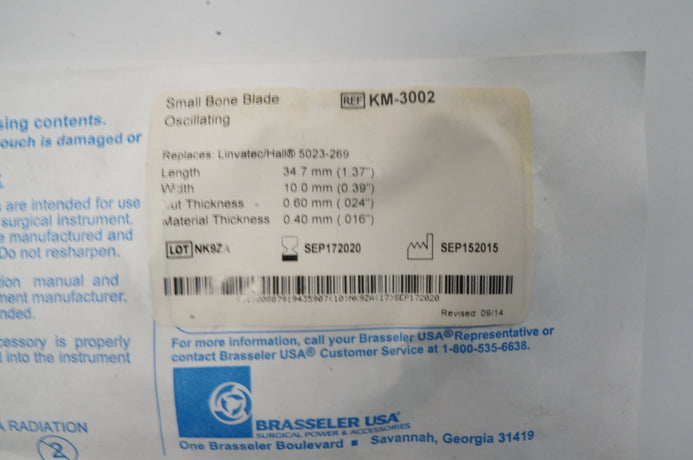 Small Bone Blade
Oscillating
REF KM-3002
Replaces: Linvatec/Hall® 5023-269
Length 34.7 mm (1.37")
Width 10.0 mm (0.39")
Cut Thickness 0.60 mm (.024")
Material Thickness 0.40 mm (.016")
LOT NK9ZA SEP172020 SEP152015
Revised: 09/14
sing contents.
ouch is damaged or
s are intended for use
surgical instrument.
e manufactured and
Do not resharpen.
tion manual and
ment manufacturer.
nded.
cessory is properly
l into the instrument
A RADIATION
2
For more information, call your Brasseler USA® Representative or
contact Brasseler USA® Customer Service at 1-800-535-6638.
BRASSELER USA®
SURGICAL POWER & ACCESSORIES
One Brasseler Boulevard ■ Savannah, Georgia 31419